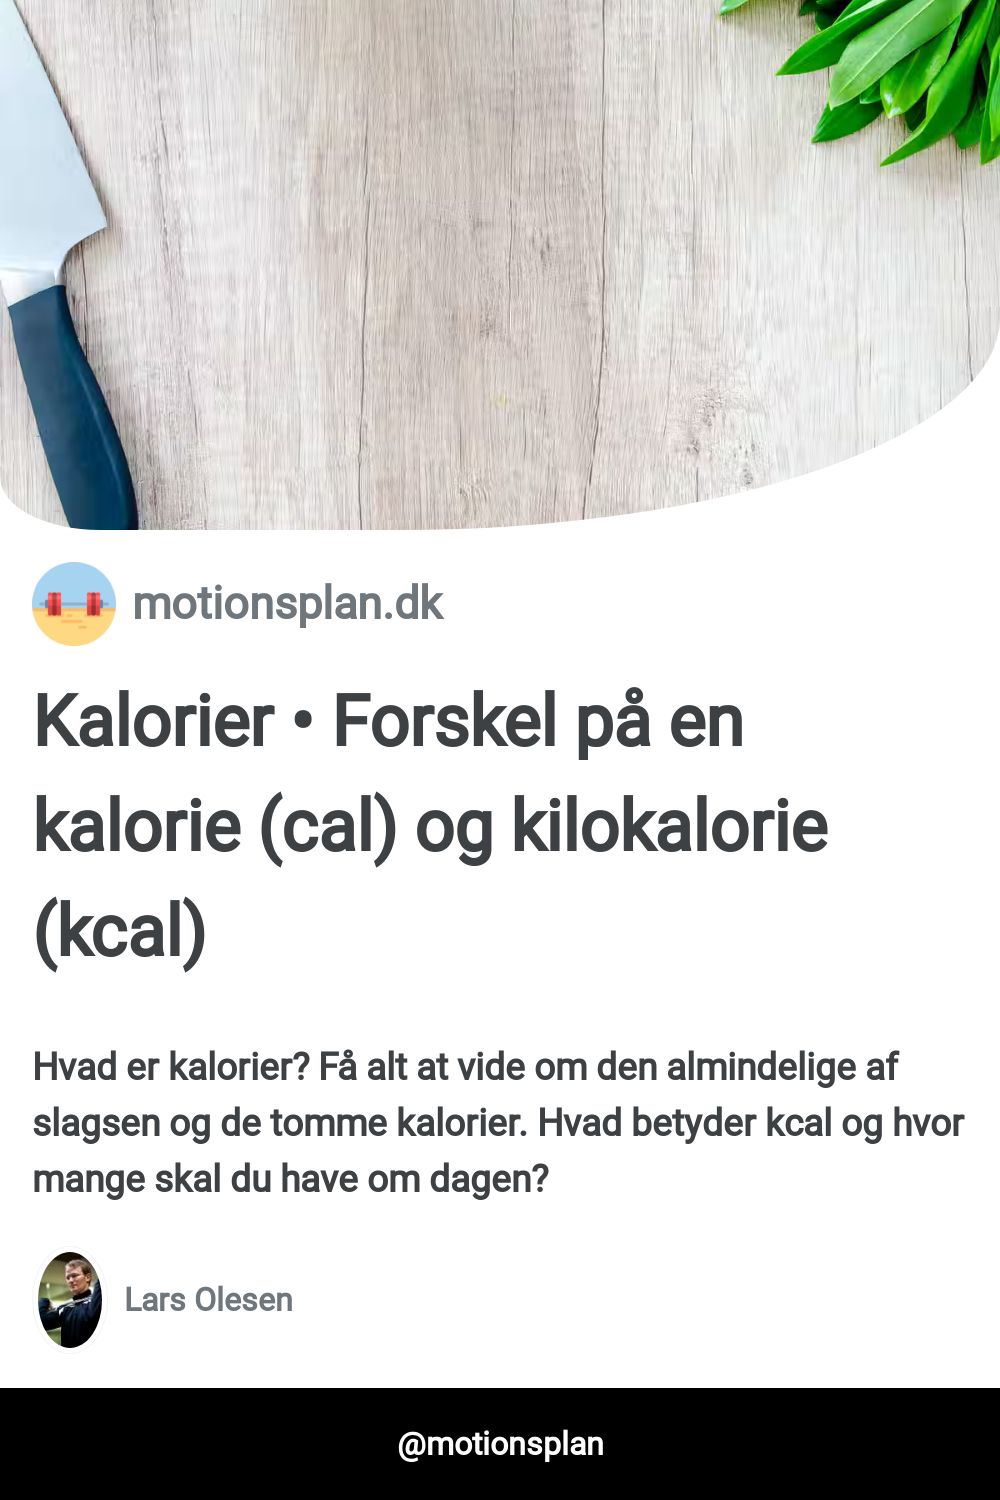 motionsplan.dk
Kalorier • Forskel på en
kalorie (cal) og kilokalorie
(kcal)
Hvad er kalorier? Få alt at vide om den almindelige af
slagsen og de tomme kalorier. Hvad betyder kcal og hvor
mange skal du have om dagen?
Lars Olesen
@motionsplan